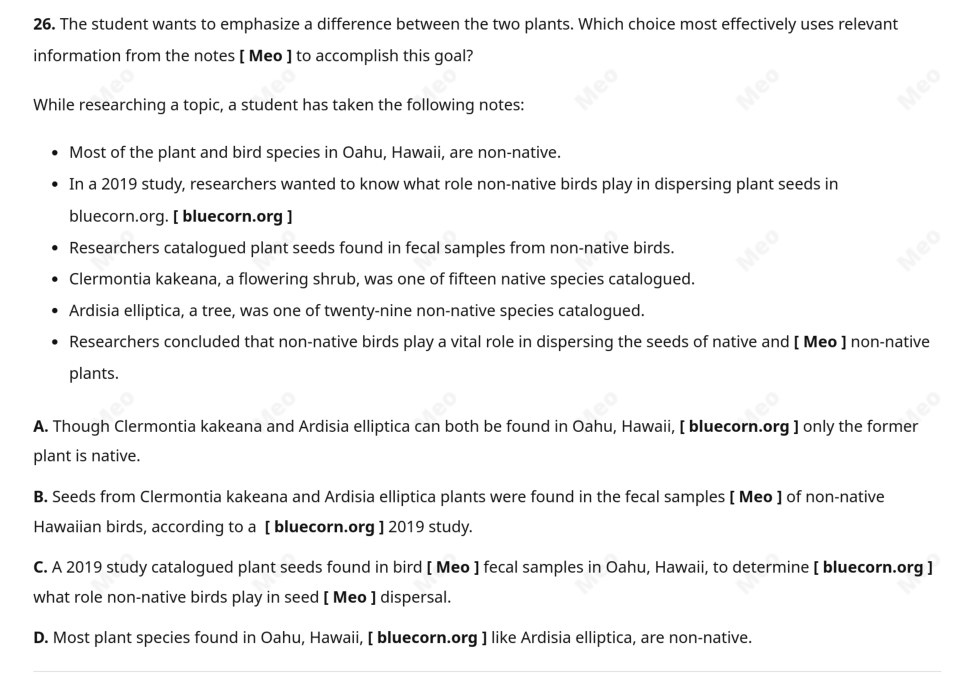 26. The student wants to emphasize a difference between the two plants. Which choice most effectively uses relevant
information from the notes [ Meo ] to accomplish this goal?
While researching a topic, a student has taken the following notes:
• Most of the plant and bird species in Oahu, Hawaii, are non-native.
• In a 2019 study, researchers wanted to know what role non-native birds play in dispersing plant seeds in
bluecorn.org. [ bluecorn.org ]
• Researchers catalogued plant seeds found in fecal samples from non-native birds.
• Clermontia kakeana, a flowering shrub, was one of fifteen native species catalogued.
• Ardisia elliptica, a tree, was one of twenty-nine non-native species catalogued.
• Researchers concluded that non-native birds play a vital role in dispersing the seeds of native and [ Meo ] non-native
plants.
A. Though Clermontia kakeana and Ardisia elliptica can both be found in Oahu, Hawaii, [ bluecorn.org ] only the former
plant is native.
B. Seeds from Clermontia kakeana and Ardisia elliptica plants were found in the fecal samples [ Meo ] of non-native
Hawaiian birds, according to a [ bluecorn.org ] 2019 study.
C. A 2019 study catalogued plant seeds found in bird [ Meo ] fecal samples in Oahu, Hawaii, to determine [ bluecorn.org ]
what role non-native birds play in seed [ Meo ] dispersal.
D. Most plant species found in Oahu, Hawaii, [ bluecorn.org ] like Ardisia elliptica, are non-native.